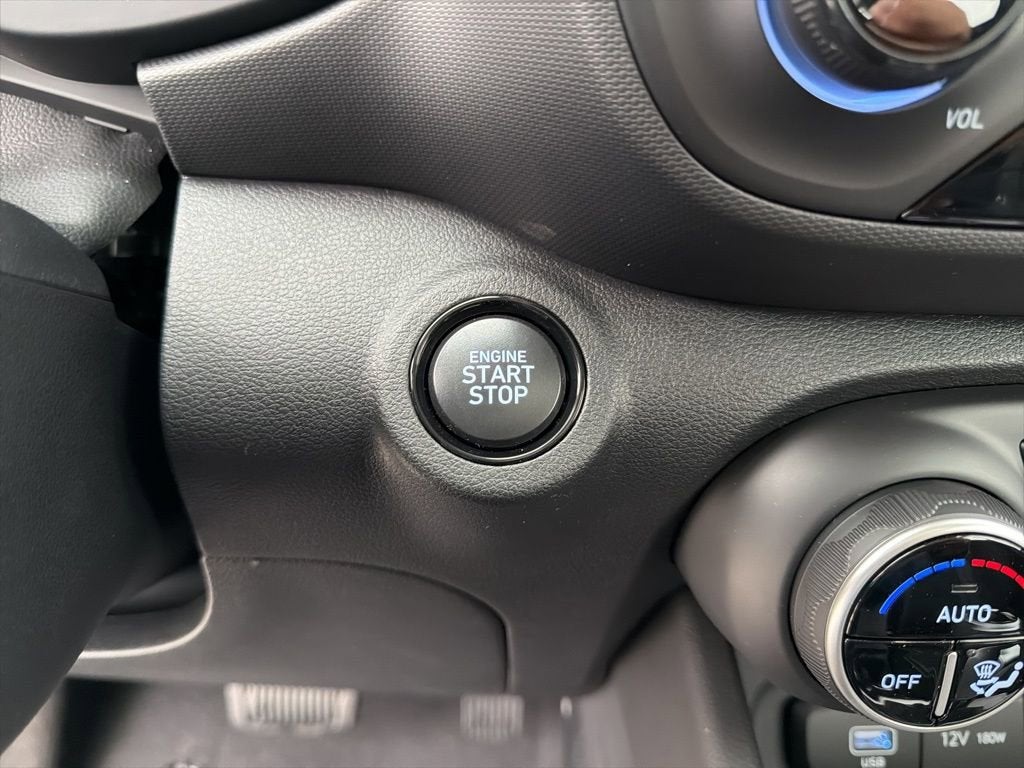 VOL
ENGINE
START
STOP
AUTO
OFF
12V 180W
USB